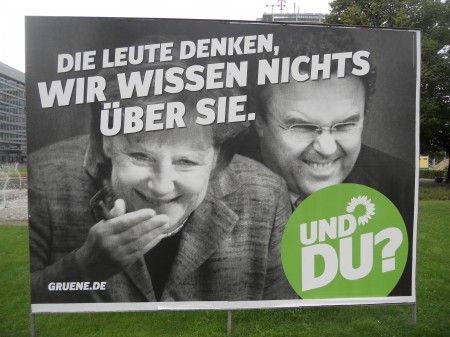 DIE LEUTE DENKEN,
WIR WISSEN NICHTS
ÜBER SIE.
UND
DU?
GRUENE.DE